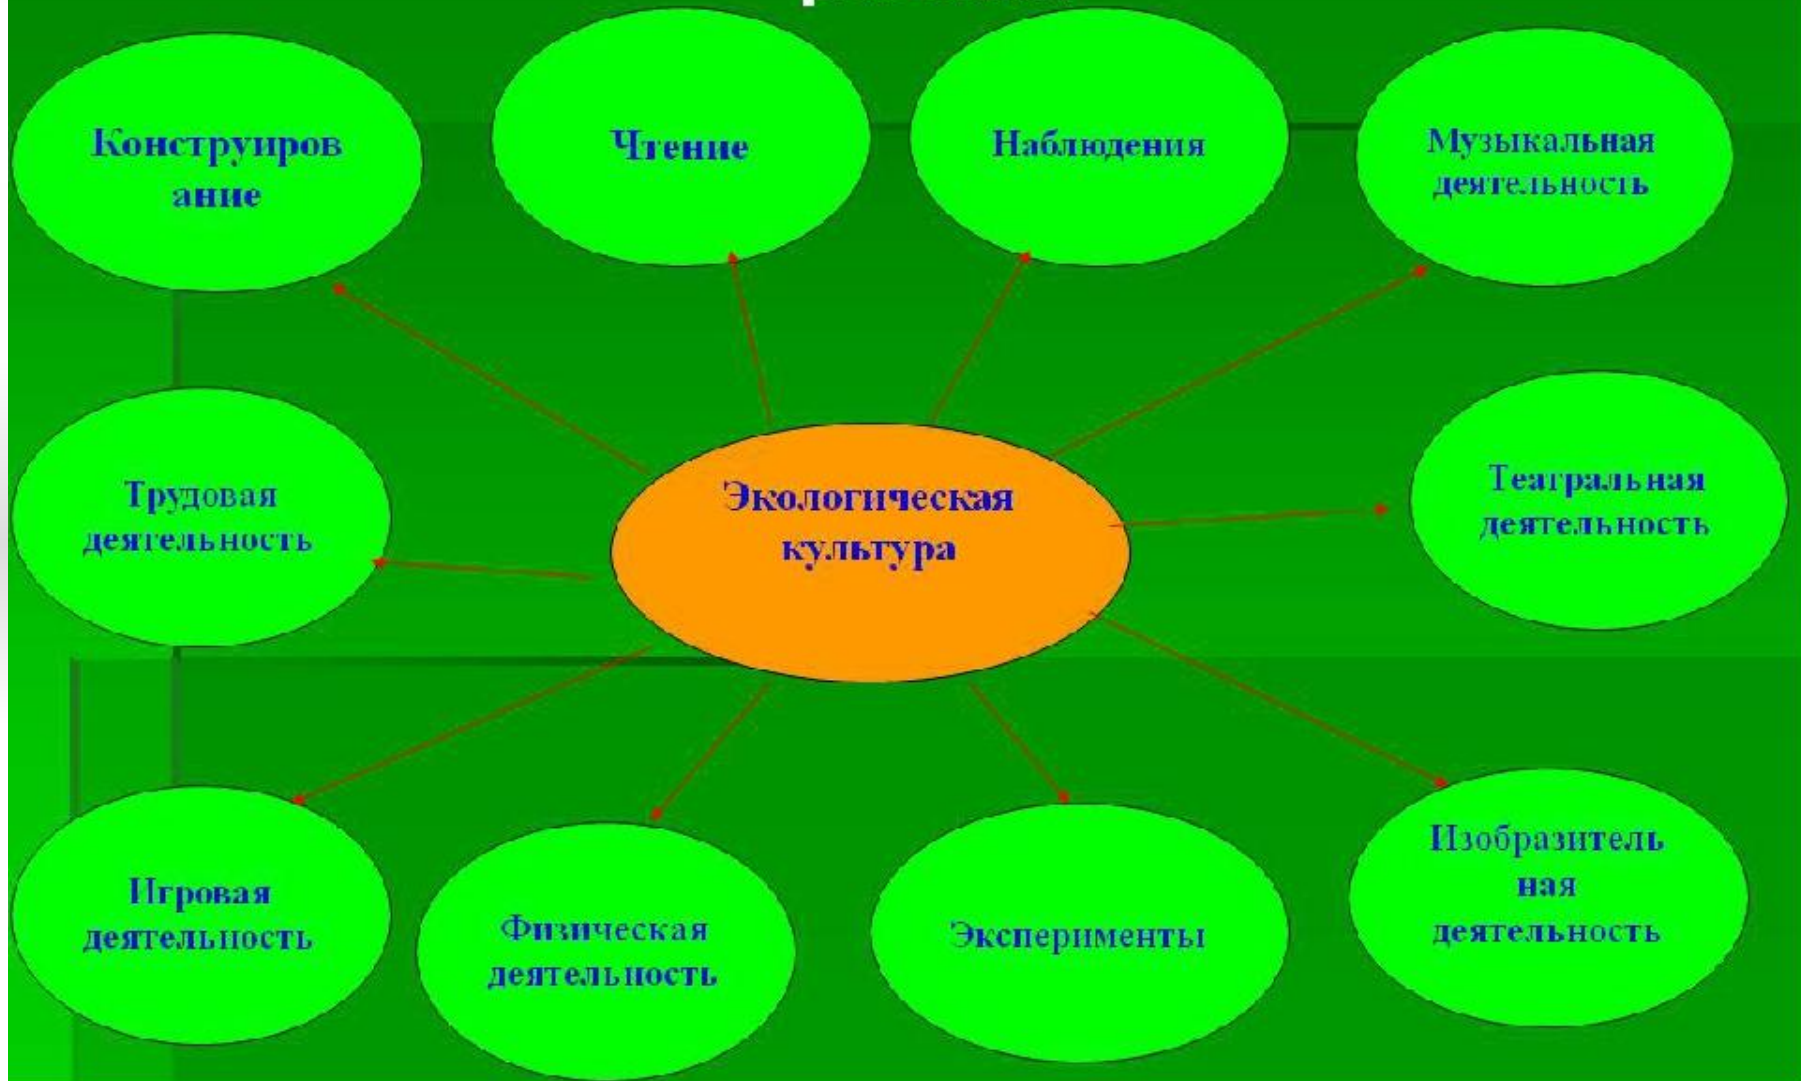 Конструиров
ание
Чтение
Наблюдения
Музыкальная
деятельность
Трудовая
деятельность
Экологическая
культура
Театральная
деятельность
Игровая
деятельность
Физическая
деятельность
Эксперименты
Изобразитель
ная
деятельность